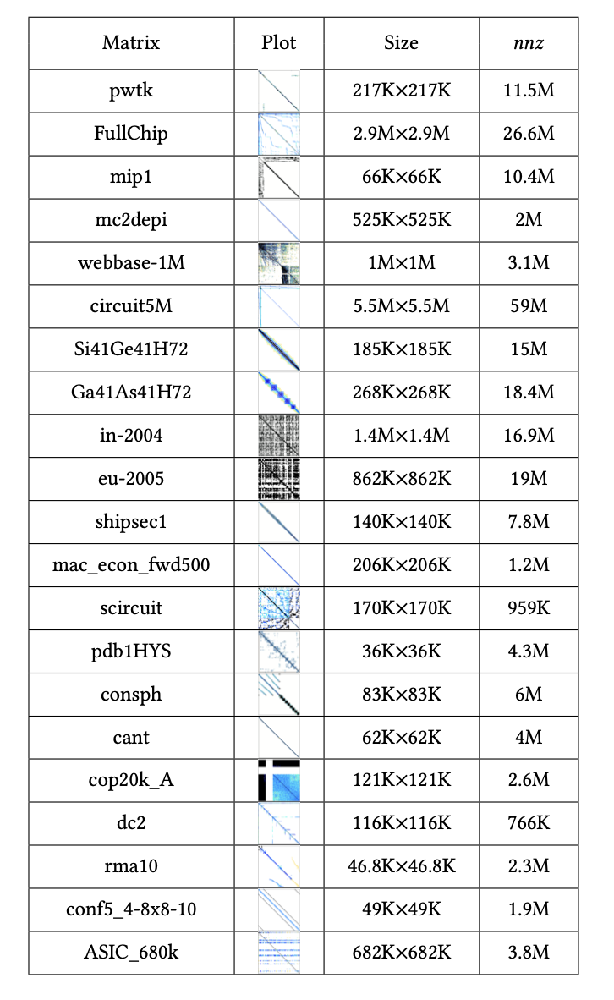 Matrix Plot Size nnz
pwtk 217K×217K 11.5M
FullChip 2.9M×2.9M 26.6M
mip1 66K×66K 10.4M
mc2depi 525K×525K 2M
webbase-1M 1M×1M 3.1M
circuit5M 5.5M×5.5M 59M
Si41Ge41H72 185K×185K 15M
Ga41As41H72 268K×268K 18.4M
in-2004 1.4M×1.4M 16.9M
eu-2005 862K×862K 19M
shipsec1 140K×140K 7.8M
mac_econ_fwd500 206K×206K 1.2M
scircuit 170K×170K 959K
pdb1HYS 36K×36K 4.3M
consph 83K×83K 6M
cant 62K×62K 4M
cop20k_A 121K×121K 2.6M
dc2 116K×116K 766K
rma10 46.8K×46.8K 2.3M
conf5_4-8x8-10 49K×49K 1.9M
ASIC_680k 682K×682K 3.8M